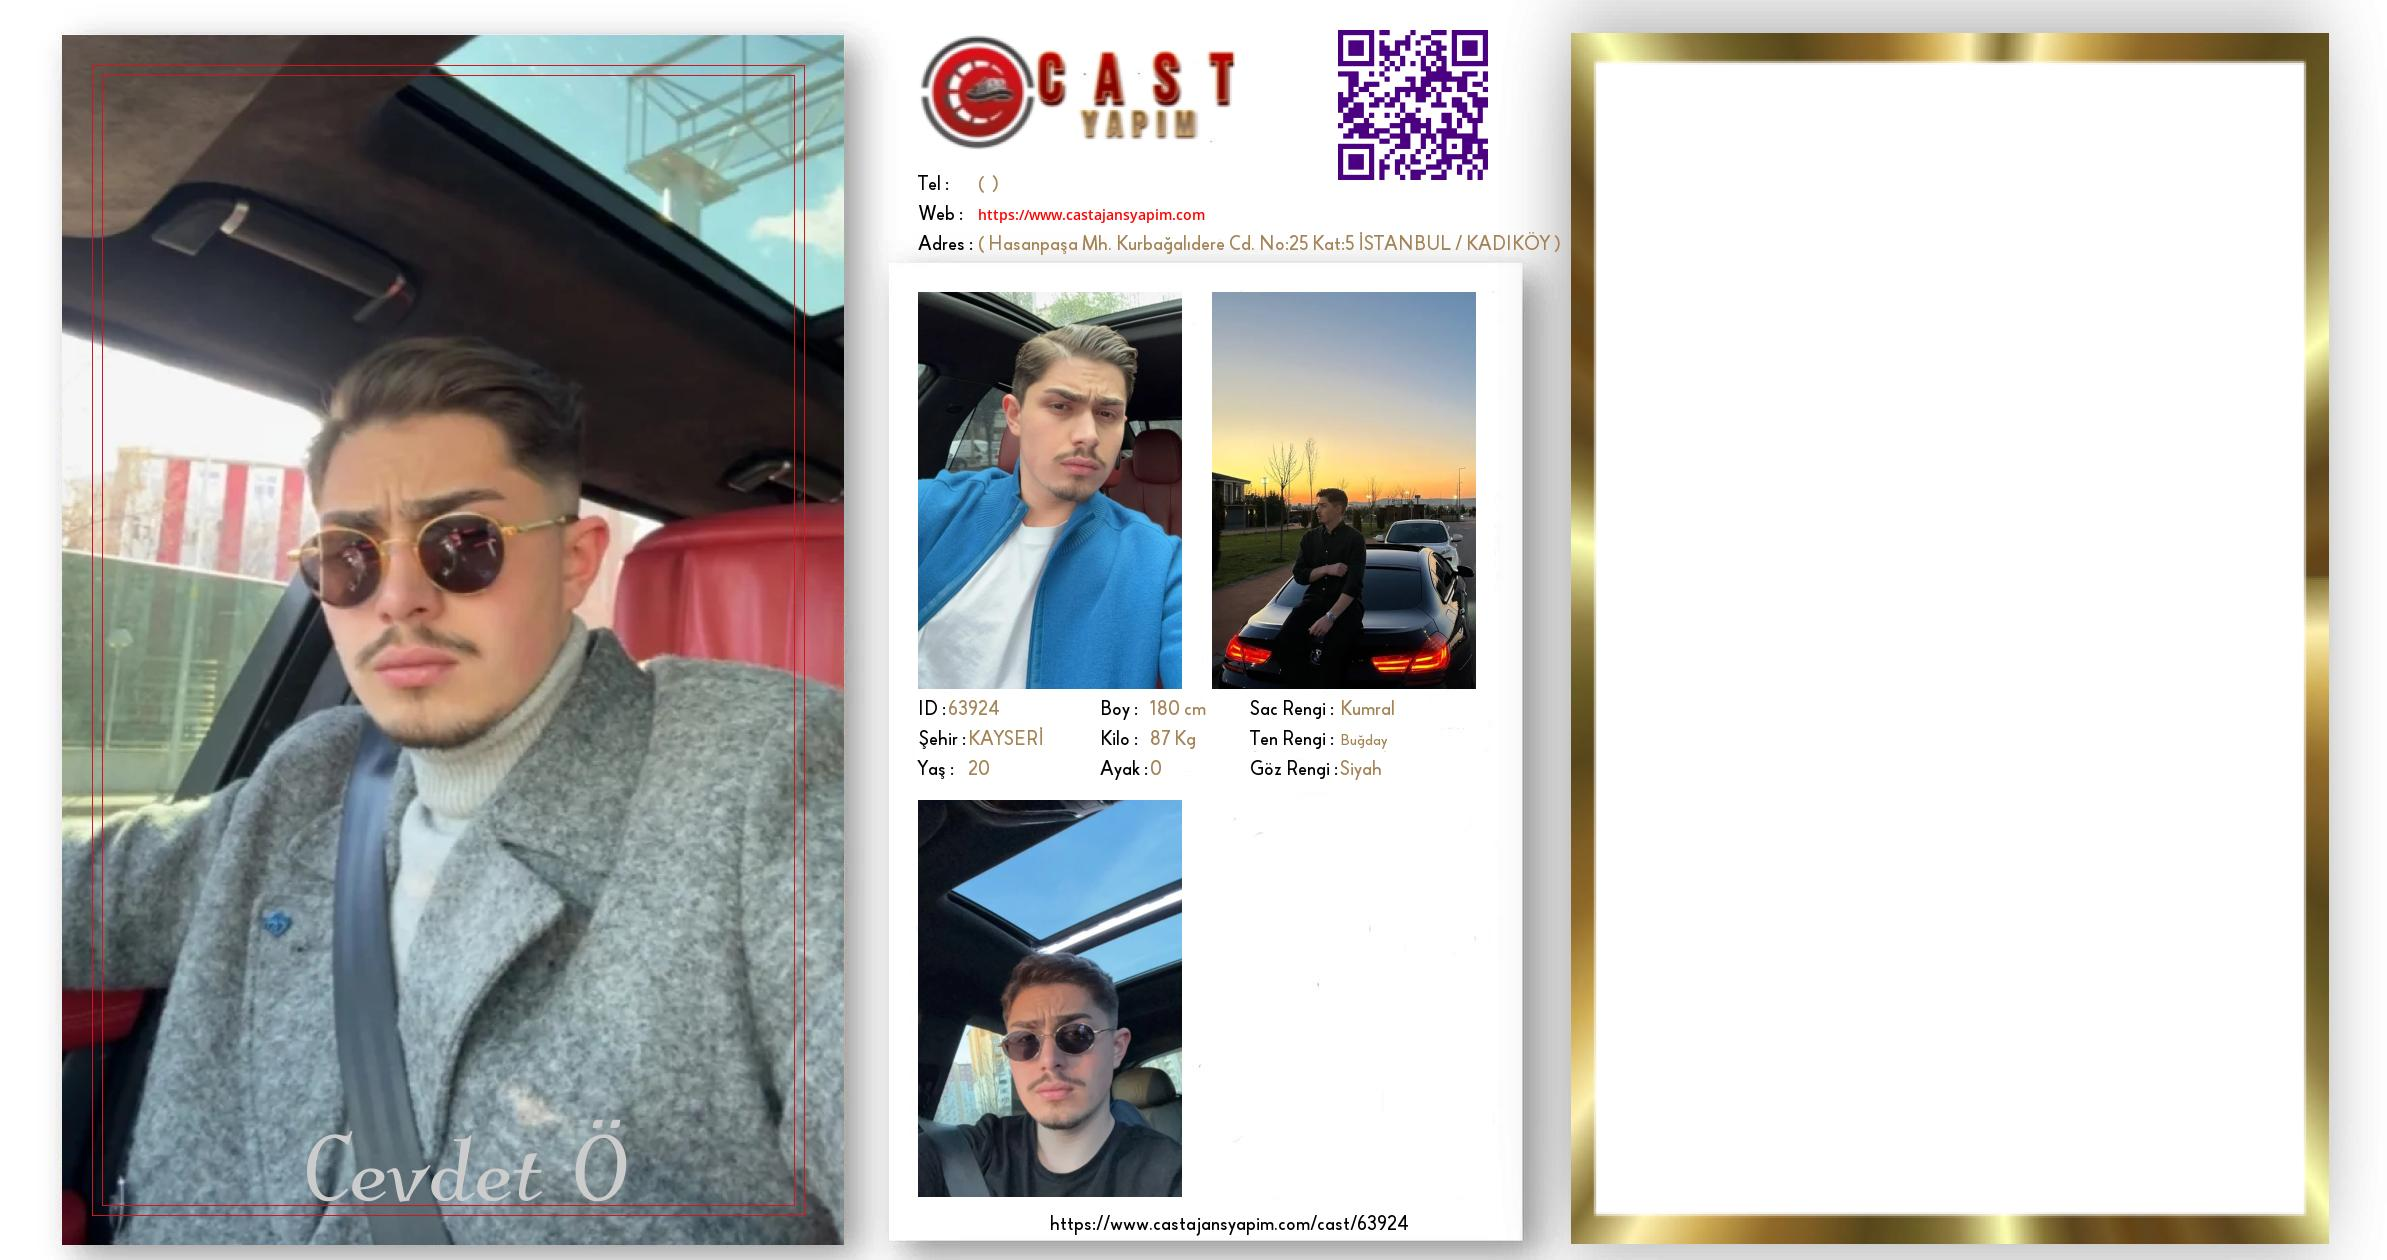 Cevdet Ö
CAST
YAPIM
Tel : ( )
Web : https://www.castajansyapim.com
Adres : ( Hasanpaşa Mh. Kurbağalıdere Cd. No:25 Kat:5 İSTANBUL / KADIKÖY )
ID : 63924 Boy : 180 cm Sac Rengi : Kumral
Şehir : KAYSERİ Kilo : 87 Kg Ten Rengi : Buğday
Yaş : 20 Ayak : 0 Göz Rengi : Siyah
https://www.castajansyapim.com/cast/63924